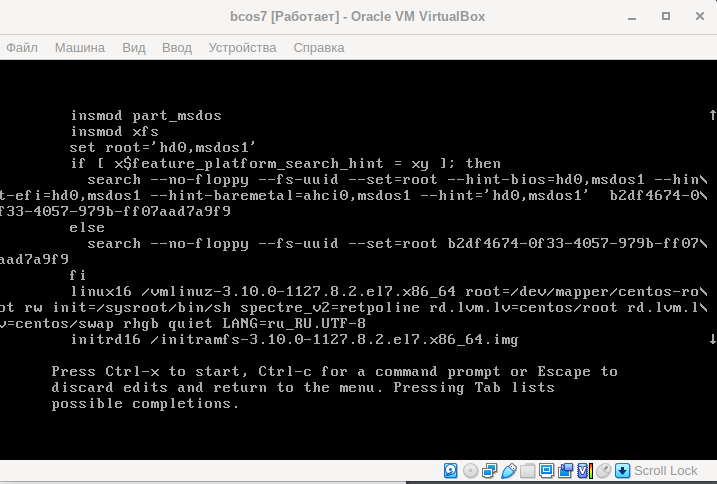 bcos7 [Работает] - Oracle VM VirtualBox
Файл Машина Вид Ввод Устройства Справка
insmod part_msdos
insmod xfs
set root='hd0,msdos1'
if [ x$feature_platform_search_hint = xy ]; then
search --no-floppy --fs-uuid --set=root --hint-bios=hd0,msdos1 --hin\
t-efi=hd0,msdos1 --hint-baremetal=ahci0,msdos1 --hint='hd0,msdos1'  b2df4674-0\
f33-4057-979b-ff07aad7a9f9
else
search --no-floppy --fs-uuid --set=root b2df4674-0f33-4057-979b-ff07\
aad7a9f9
fi
linux16 /vmlinuz-3.10.0-1127.8.2.el7.x86_64 root=/dev/mapper/centos-ro\
ot rw init=/sysroot/bin/sh spectre_v2=retpoline rd.lvm.lv=centos/root rd.lvm.l\
v=centos/swap rhgb quiet LANG=ru_RU.UTF-8
initrd16 /initramfs-3.10.0-1127.8.2.el7.x86_64.img
Press Ctrl-x to start, Ctrl-c for a command prompt or Escape to
discard edits and return to the menu. Pressing Tab lists
possible completions.
Scroll Lock